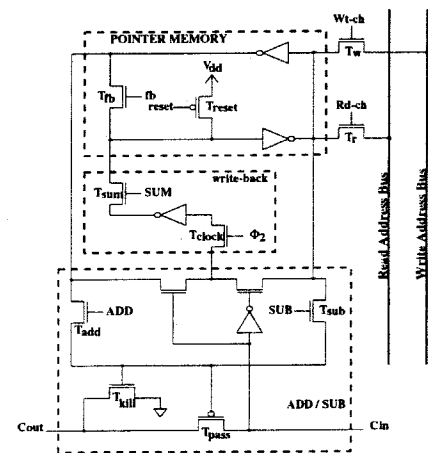 Wt-ch
POINTER MEMORY
Tw
Vdd
Tfb
fb
reset
Treset
Rd-ch
Tr
write-back
Tsum
SUM
Tclock
Φ2
Read Address Bus
Write Address Bus
ADD
SUB
Tsub
Tadd
Tkill
ADD / SUB
Cout
Tpass
Cin